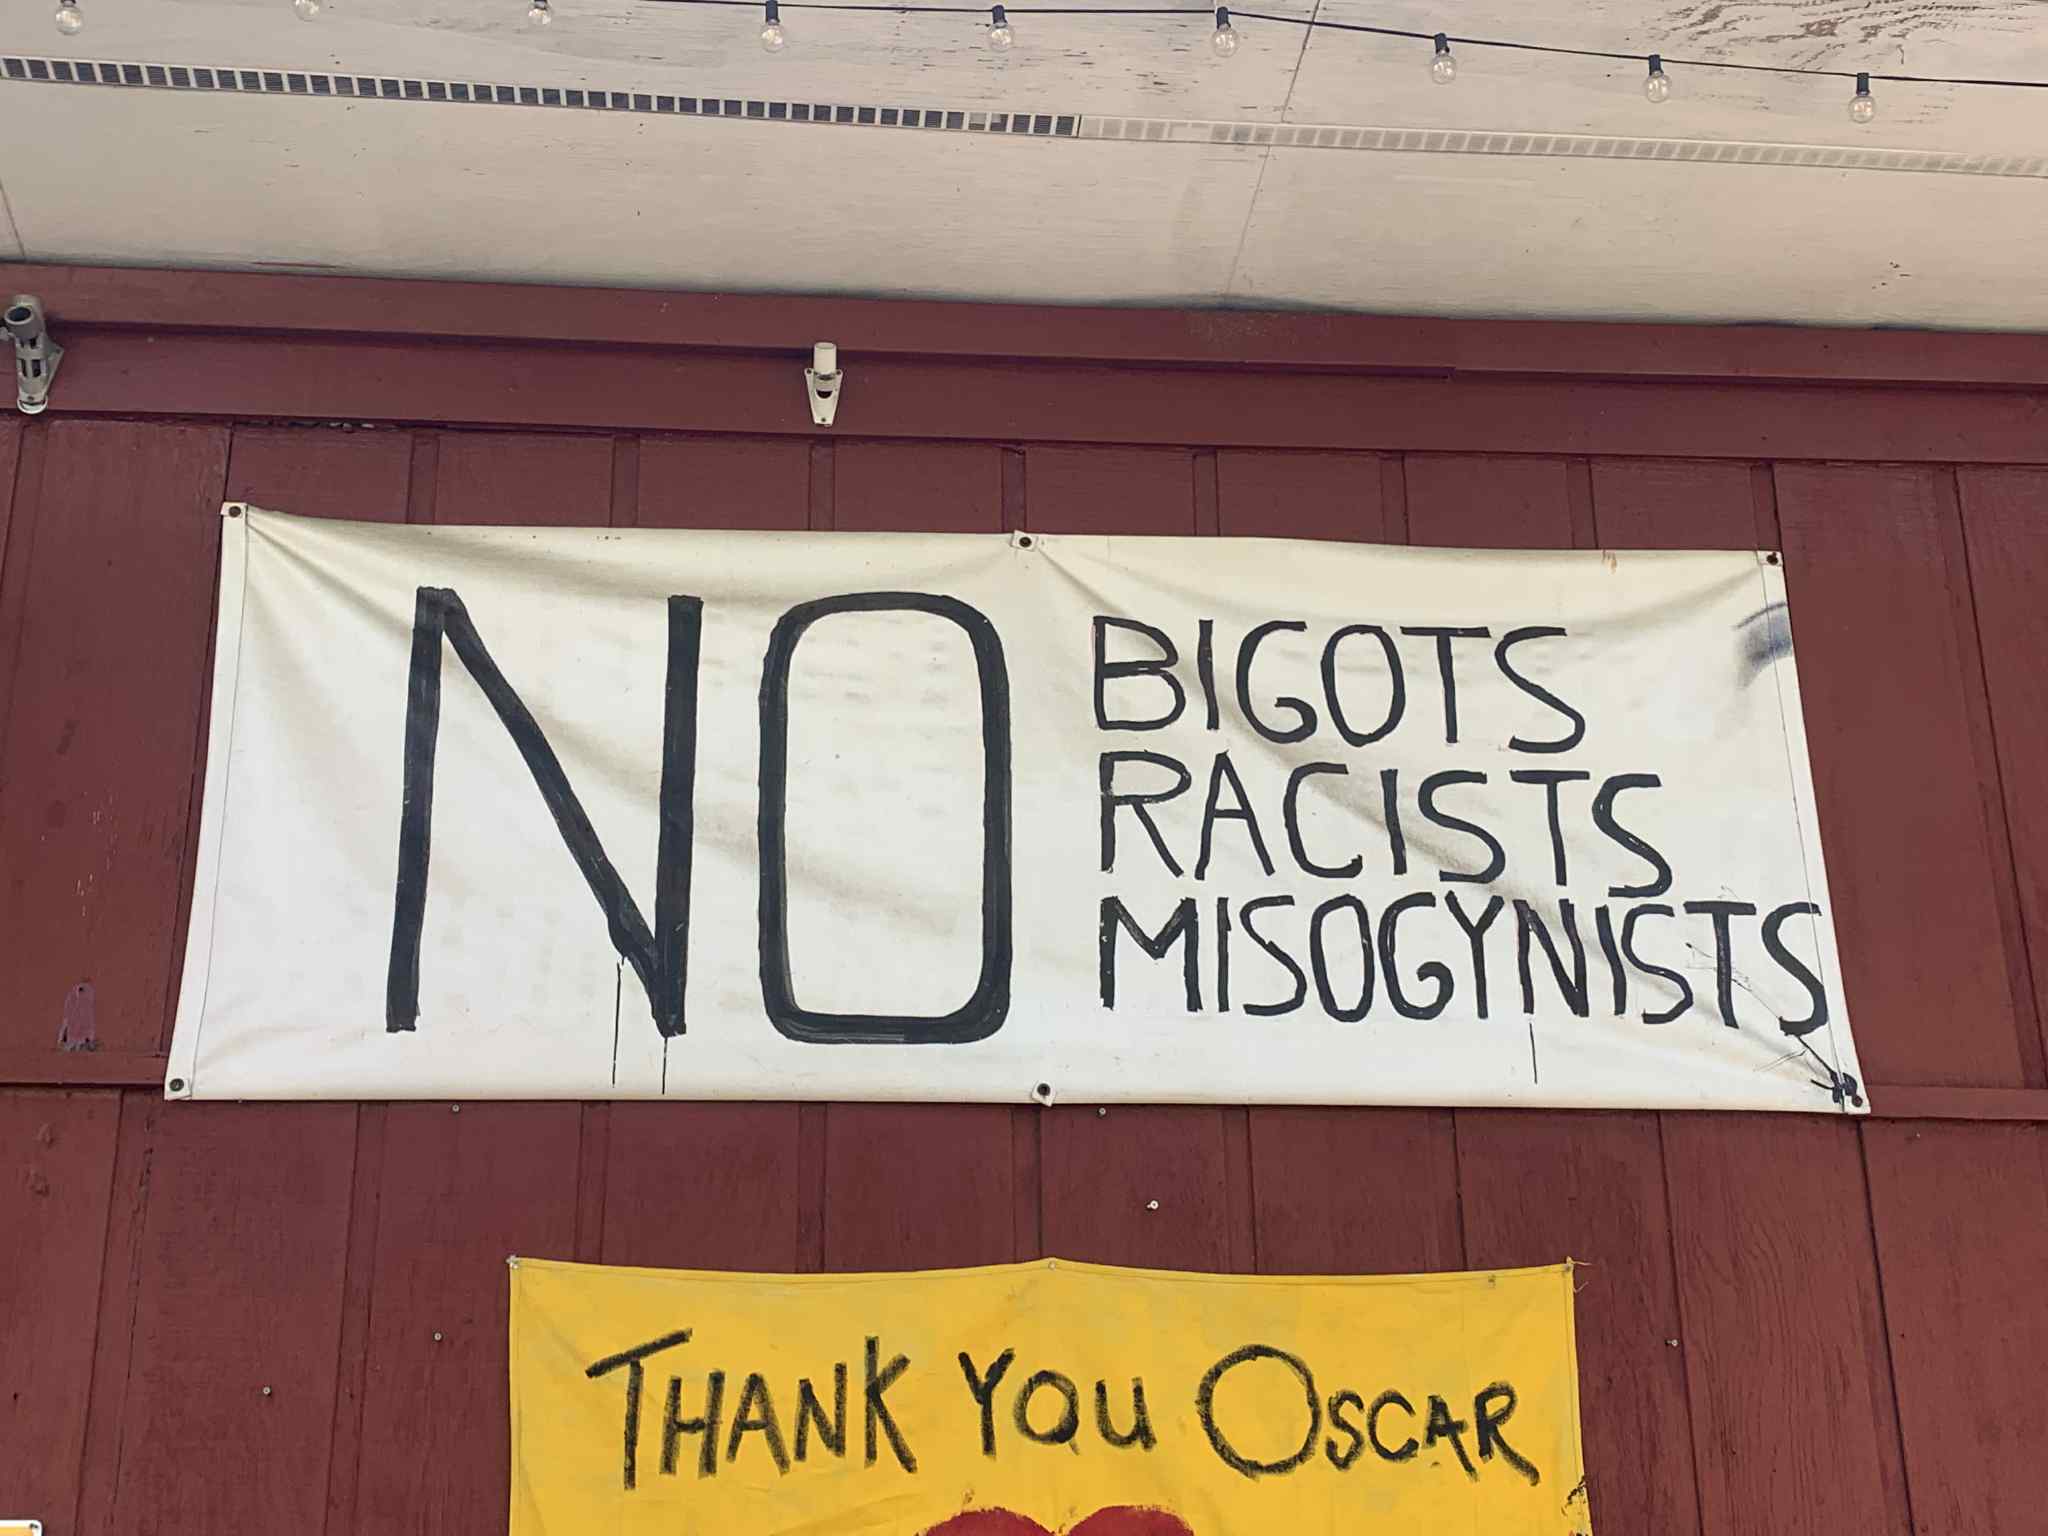 NO
BIGOTS
RACISTS
MISOGYNISTS
THANK YOU OSCAR